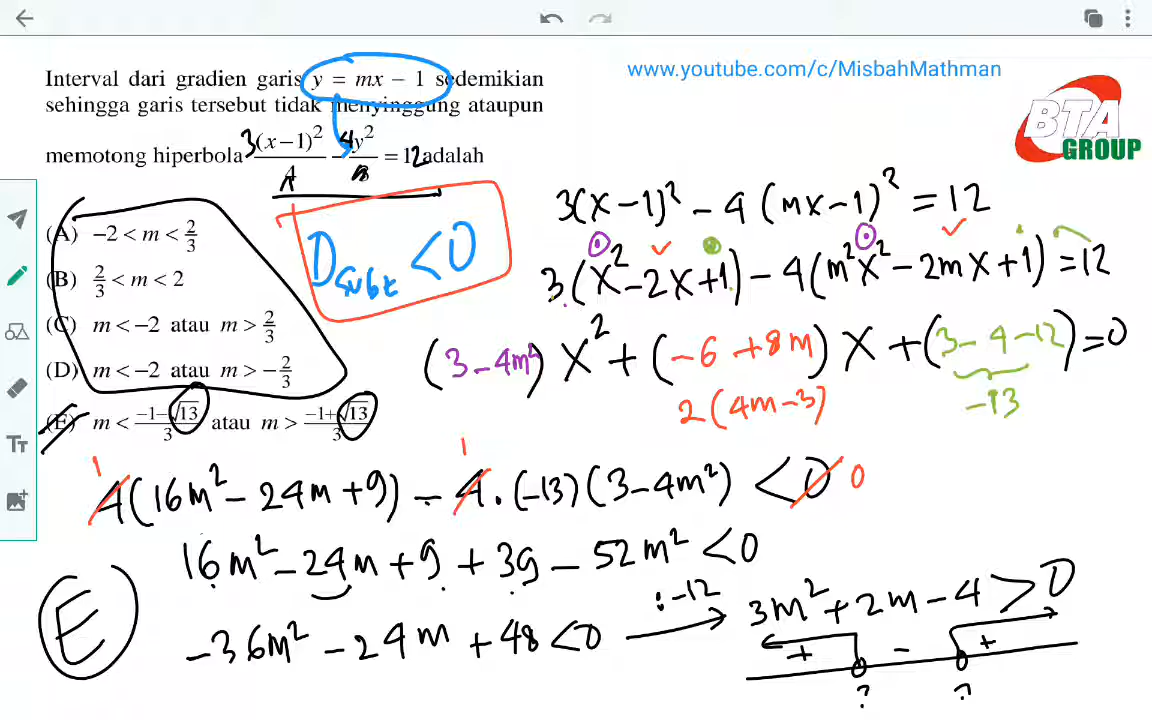 www.youtube.com/c/MisbahMathman
BTA
GROUP
Interval dari gradien garis y = mx − 1 sedemikian
sehingga garis tersebut tidak menyinggung ataupun
memotong hiperbola 3(x−1)²/4 − 4y²/3 = 12 adalah
(A) −2 < m < 2/3
(B) 2/3 < m < 2
(C) m < −2 atau m > 2/3
(D) m < −2 atau m > −2/3
(E) m < (−1−√13)/3 atau m > (−1+√13)/3
D subt < 0
3(x−1)² − 4(mx−1)² = 12
3(x²−2x+1) − 4(m²x²−2mx+1) = 12
(3−4m²)x² + (−6+8m)x + (3−4−12) = 0
2(4m−3) −13
1 1
4(16m²−24m+9) − 4.(−13)(3−4m²) < 0 0
16m²−24m+9+39−52m² < 0
−36m²−24m+48 < 0 :−12 3m²+2m−4 > 0
+ − +
? ?
E
Tт